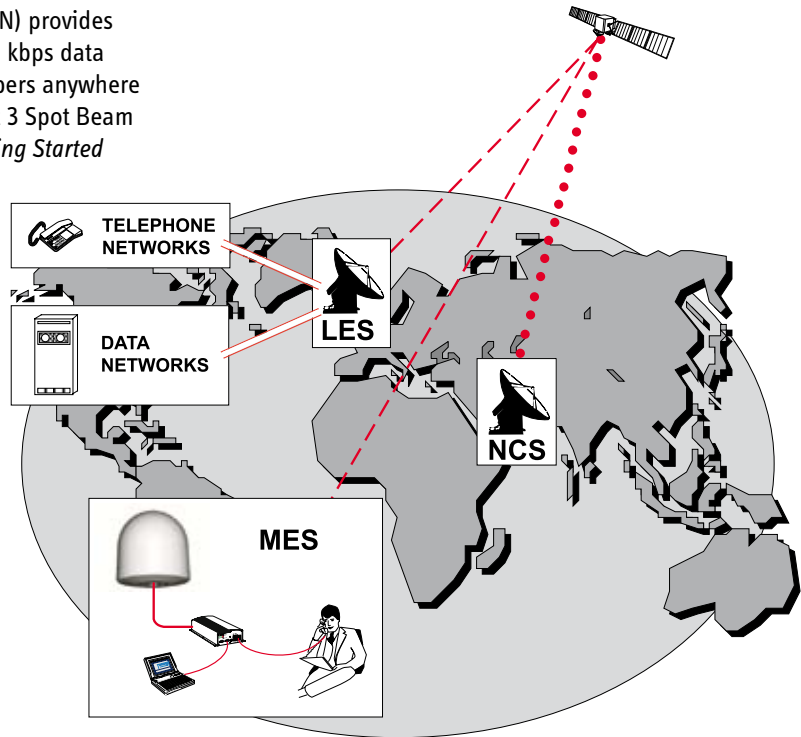 N) provides
kbps data
bers anywhere
3 Spot Beam
ing Started
TELEPHONE
NETWORKS
LES
DATA
NETWORKS
NCS
MES